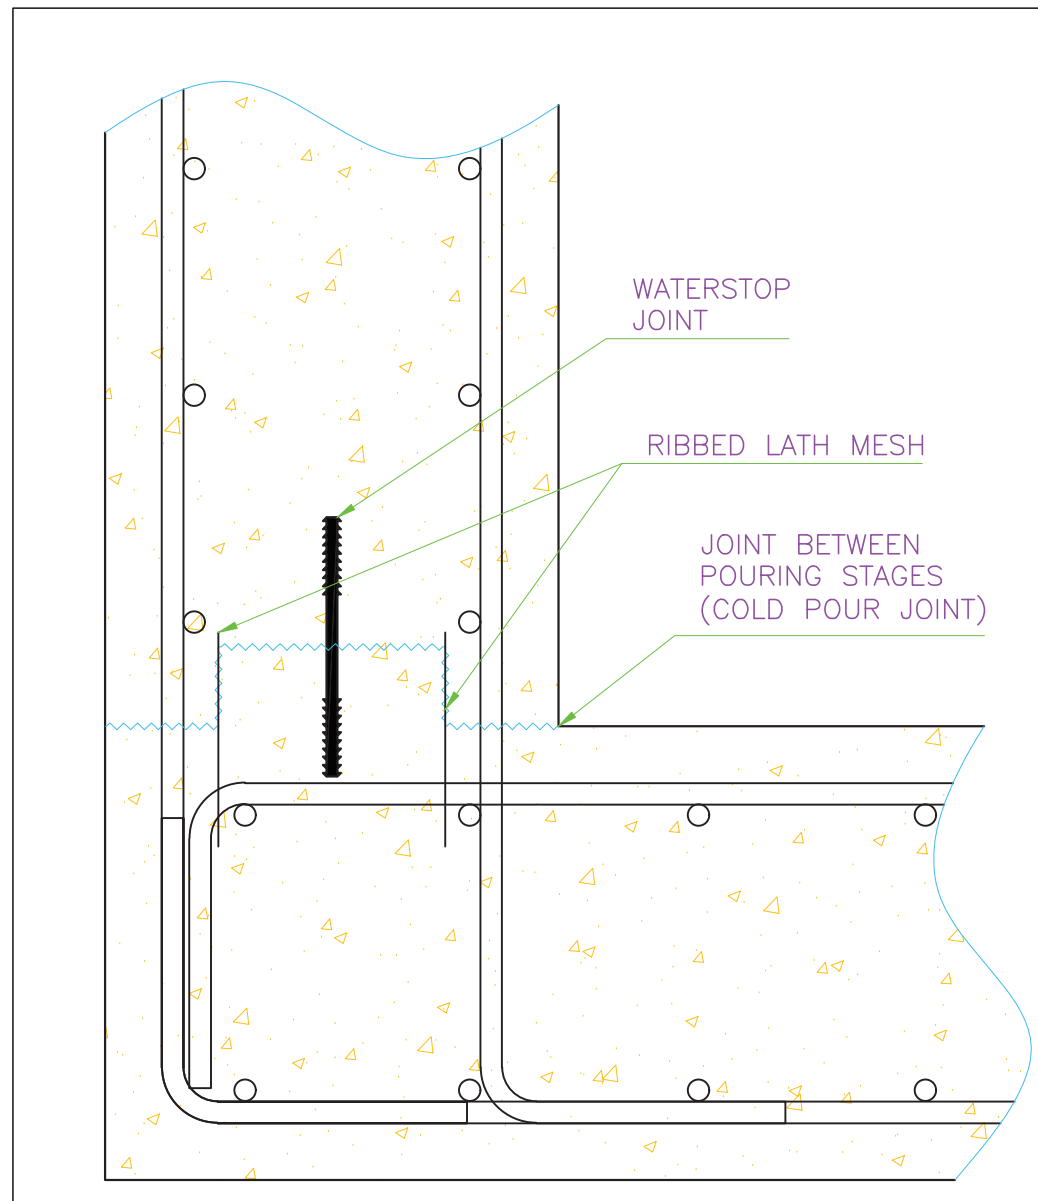 WATERSTOP
JOINT
RIBBED LATH MESH
JOINT BETWEEN
POURING STAGES
(COLD POUR JOINT)